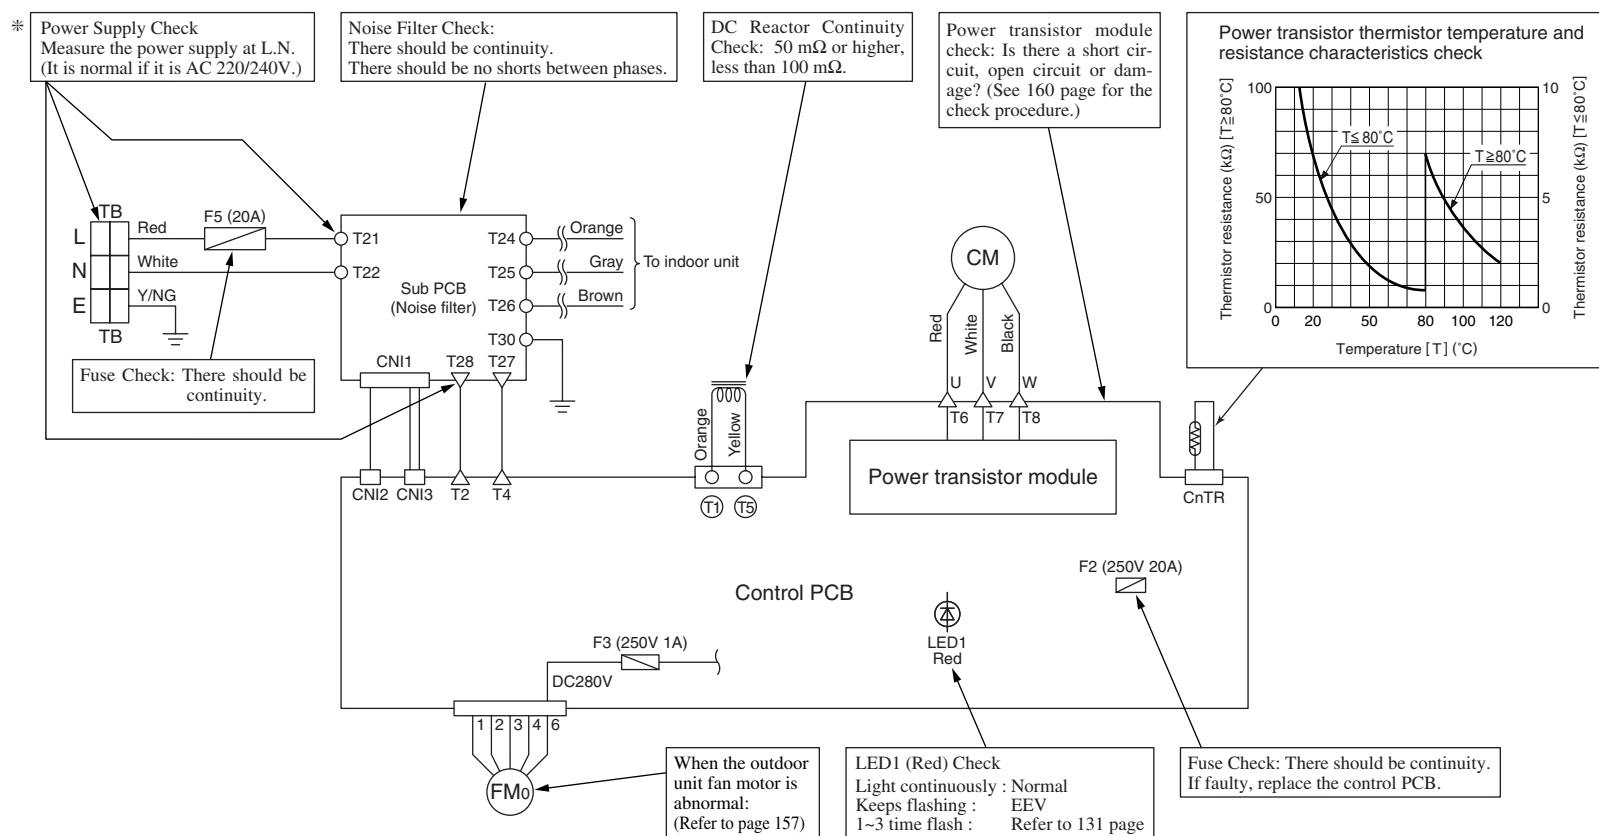 ※
Power Supply Check
Measure the power supply at L.N.
(It is normal if it is AC 220/240V.)
Noise Filter Check:
There should be continuity.
There should be no shorts between phases.
DC Reactor Continuity
Check: 50 mΩ or higher,
less than 100 mΩ.
Power transistor module
check: Is there a short cir-
cuit, open circuit or dam-
age? (See 160 page for the
check procedure.)
Power transistor thermistor temperature and
resistance characteristics check
Thermistor resistance (kΩ) [T≧80˚C]
100
50
0
T≦80˚C
T≧80˚C
10
5
0
Thermistor resistance (kΩ) [T≦80˚C]
0 20 50 80 100 120
Temperature [T] (˚C)
TB
L
N
E
TB
Red
White
Y/NG
F5 (20A)
T21
T22
Sub PCB
(Noise filter)
T24
T25
T26
T30
Orange
Gray
Brown
To indoor unit
CNI1
T28
T27
Fuse Check: There should be
continuity.
CM
Red
White
Black
U
V
W
T6
T7
T8
Orange
Yellow
Power transistor module
CNI2
CNI3
T2
T4
T1
T5
CnTR
Control PCB
F2 (250V 20A)
LED1
Red
F3 (250V 1A)
DC280V
1 2 3 4 6
FM0
When the outdoor
unit fan motor is
abnormal:
(Refer to page 157)
LED1 (Red) Check
Light continuously : Normal
Keeps flashing : EEV
1~3 time flash : Refer to 131 page
Fuse Check: There should be continuity.
If faulty, replace the control PCB.